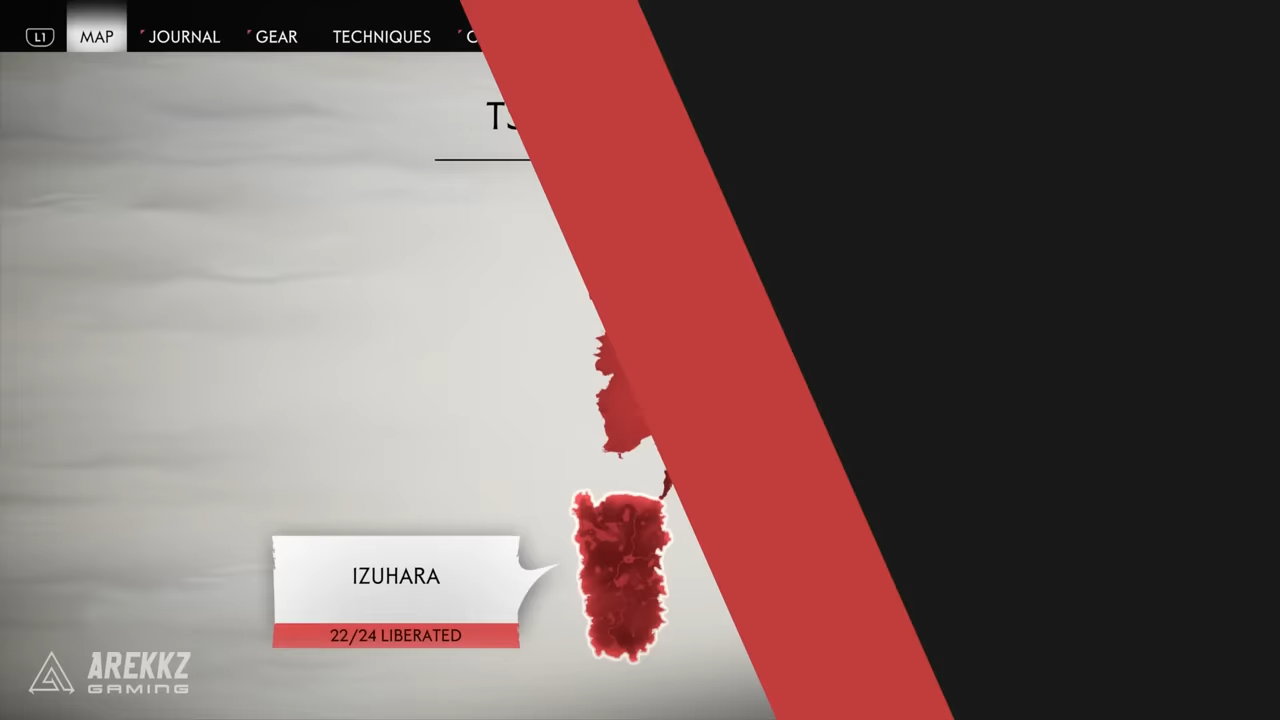 L1 MAP JOURNAL GEAR TECHNIQUES
IZUHARA
22/24 LIBERATED
AREKKZ
GAMING